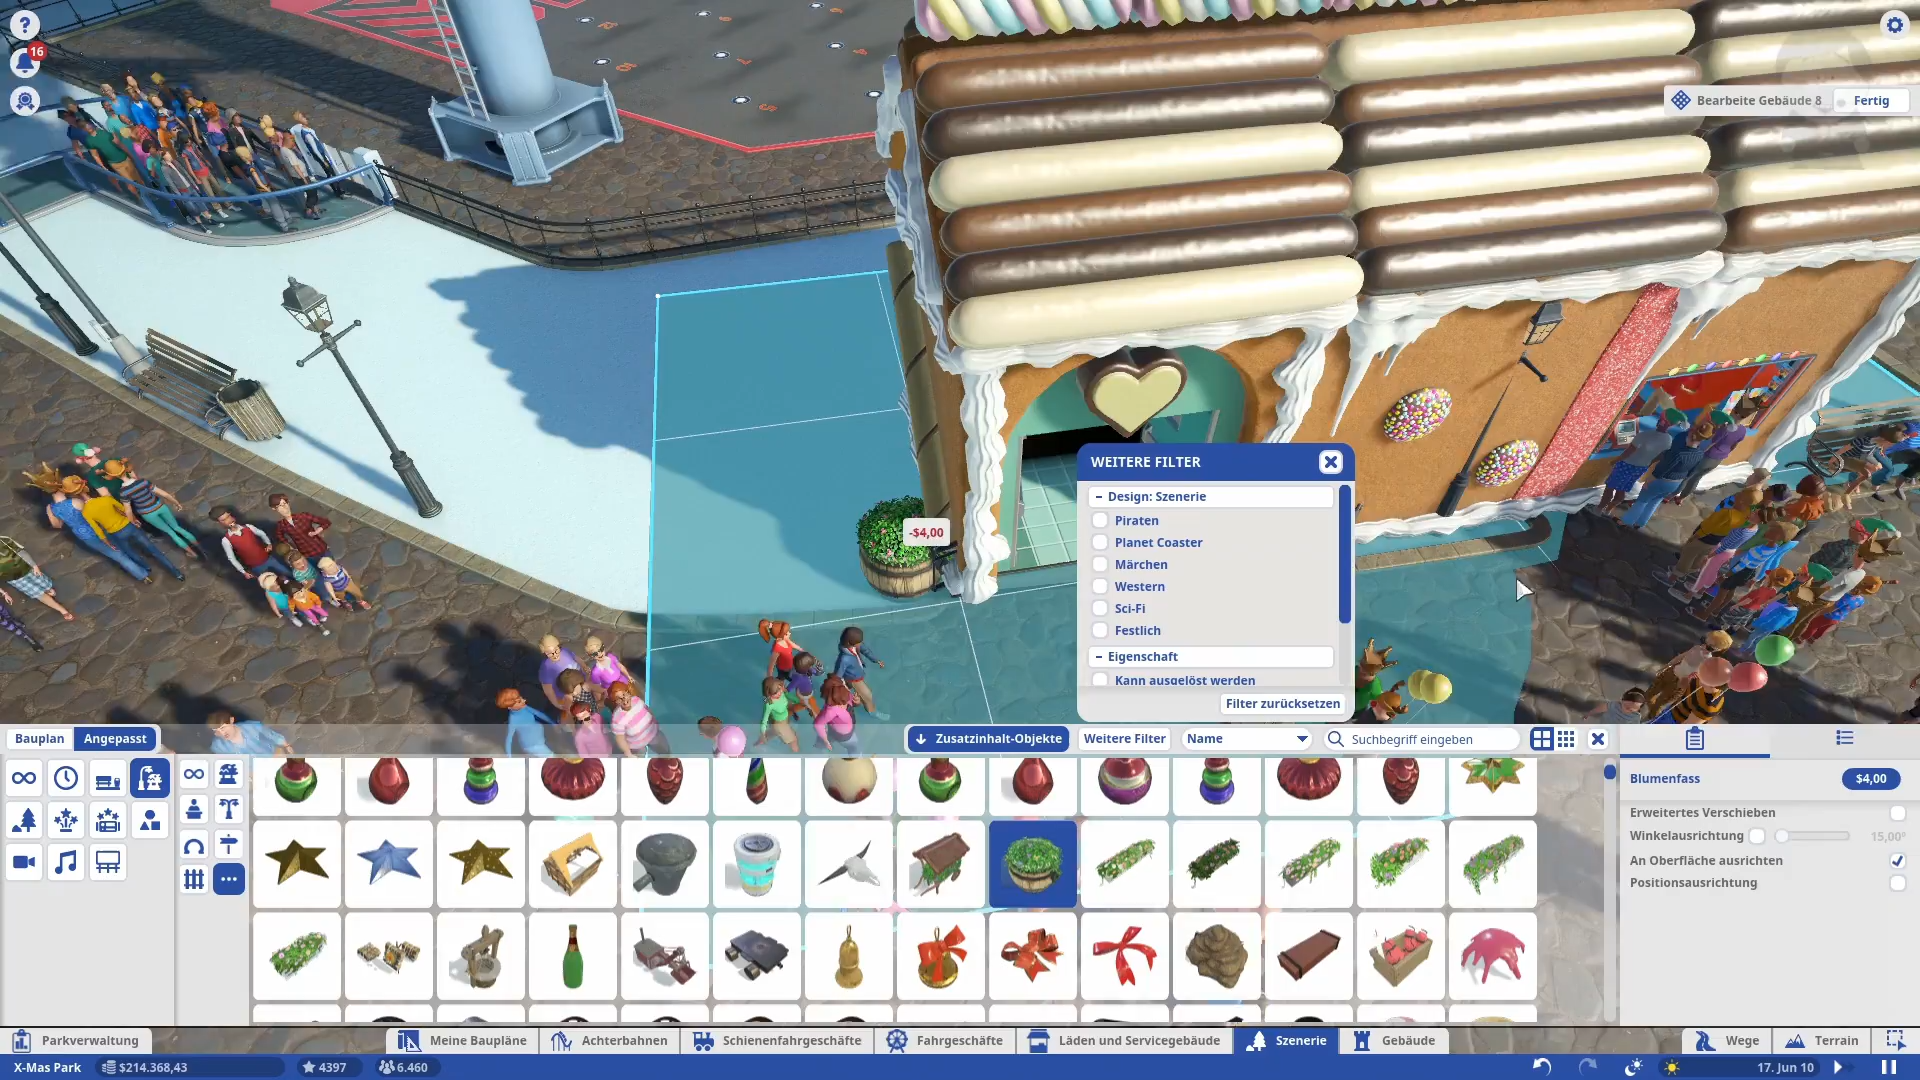 ?
16
Bearbeite Gebäude 8
Fertig
-$4,00
WEITERE FILTER
Design: Szenerie
Piraten
Planet Coaster
Märchen
Western
Sci-Fi
Festlich
Eigenschaft
Kann ausgelöst werden
Filter zurücksetzen
Bauplan
Angepasst
Zusatzinhalt-Objekte
Weitere Filter
Name
Suchbegriff eingeben
Blumenfass
$4,00
Erweitertes Verschieben
Winkelausrichtung
15,00°
An Oberfläche ausrichten
Positionsausrichtung
Parkverwaltung
Meine Baupläne
Achterbahnen
Schienenfahrgeschäfte
Fahrgeschäfte
Läden und Servicegebäude
Szenerie
Gebäude
Wege
Terrain
X-Mas Park
$214.368,43
4397
6.460
17. Jun 10